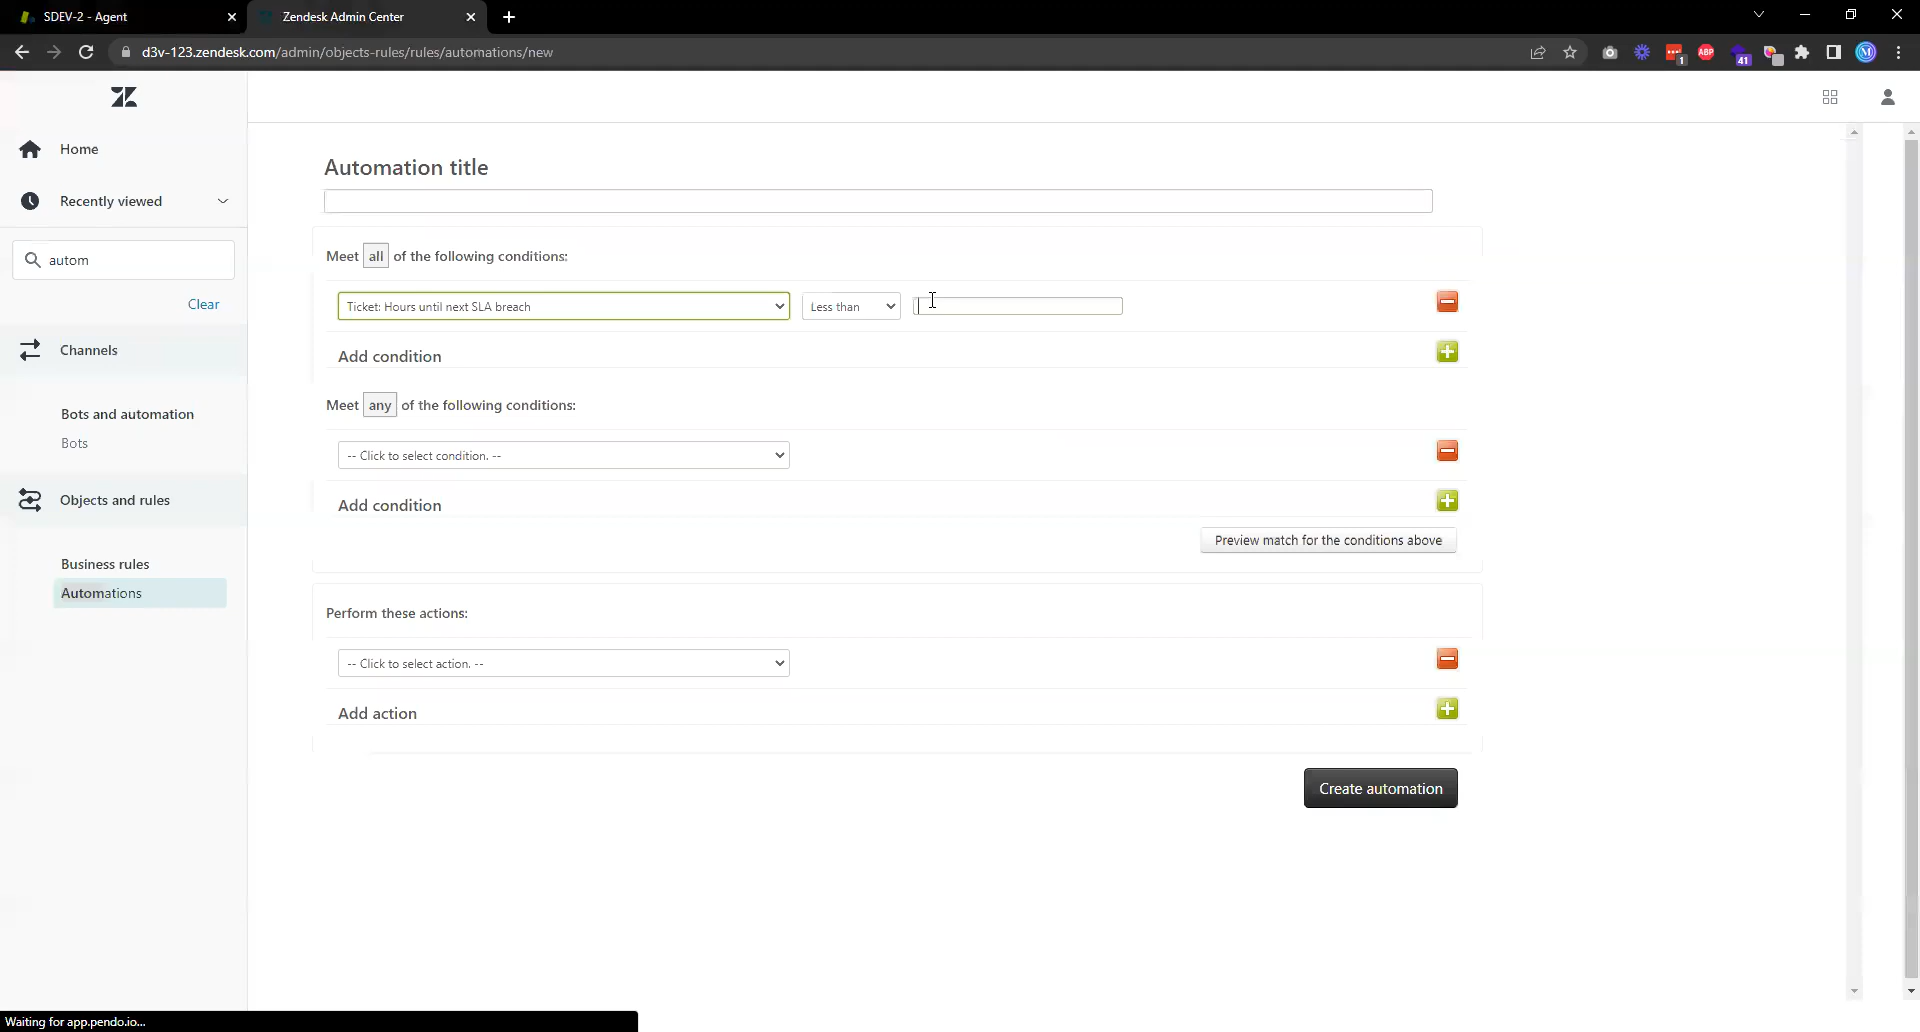 SDEV-2 - Agent
Zendesk Admin Center
d3v-123.zendesk.com/admin/objects-rules/rules/automations/new
1
ABP
41
M
Home
Recently viewed
autom
Clear
Channels
Bots and automation
Bots
Objects and rules
Business rules
Automations
Automation title
Meet all of the following conditions:
Ticket: Hours until next SLA breach
Less than
Add condition
Meet any of the following conditions:
-- Click to select condition. --
Add condition
Preview match for the conditions above
Perform these actions:
-- Click to select action. --
Add action
Create automation
Waiting for app.pendo.io...